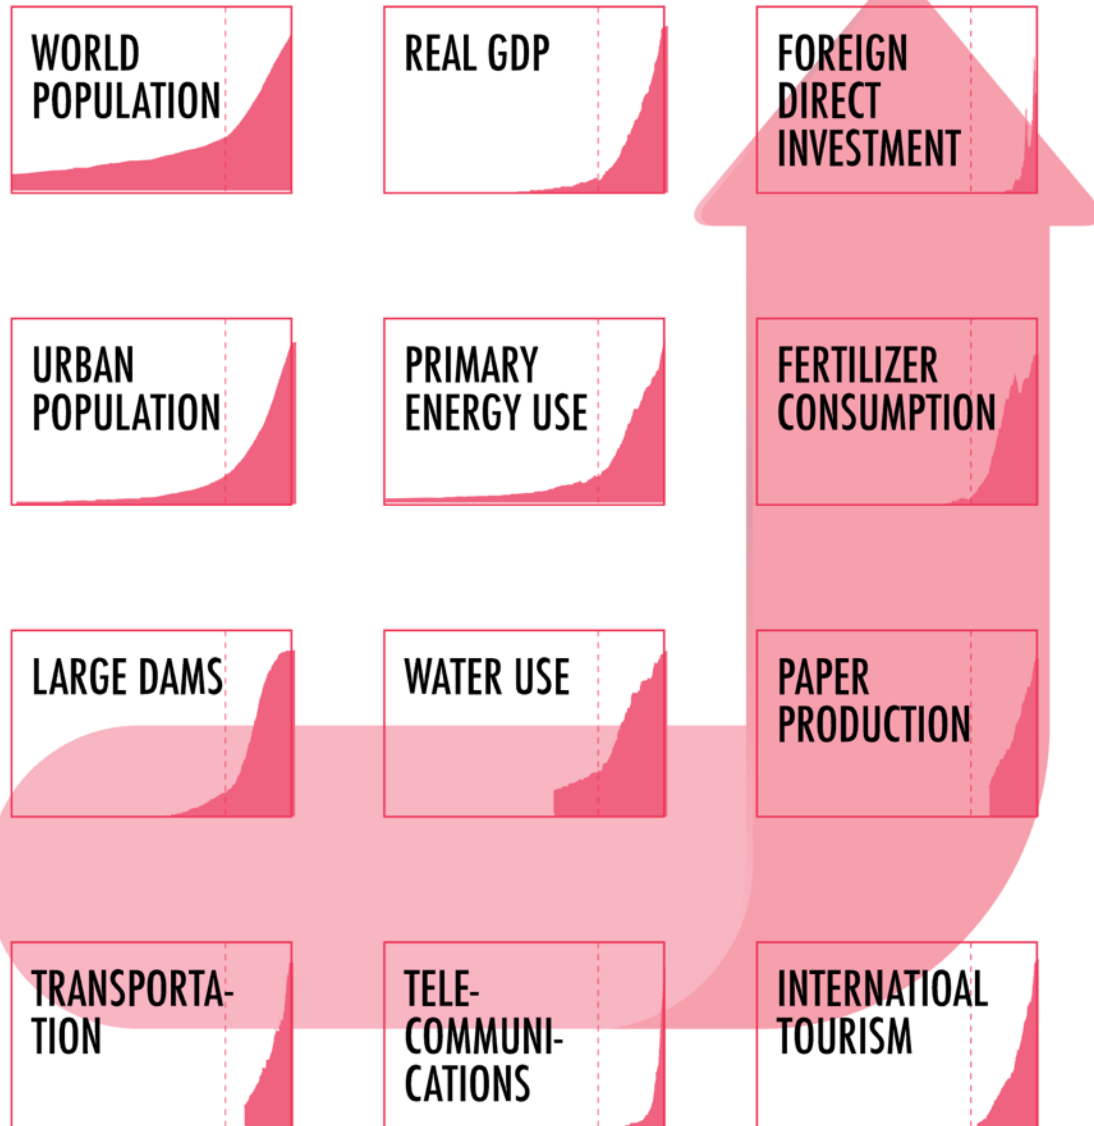 WORLD
POPULATION
REAL GDP
FOREIGN
DIRECT
INVESTMENT
URBAN
POPULATION
PRIMARY
ENERGY USE
FERTILIZER
CONSUMPTION
LARGE DAMS
WATER USE
PAPER
PRODUCTION
TRANSPORTA-
TION
TELE-
COMMUNI-
CATIONS
INTERNATIOAL
TOURISM